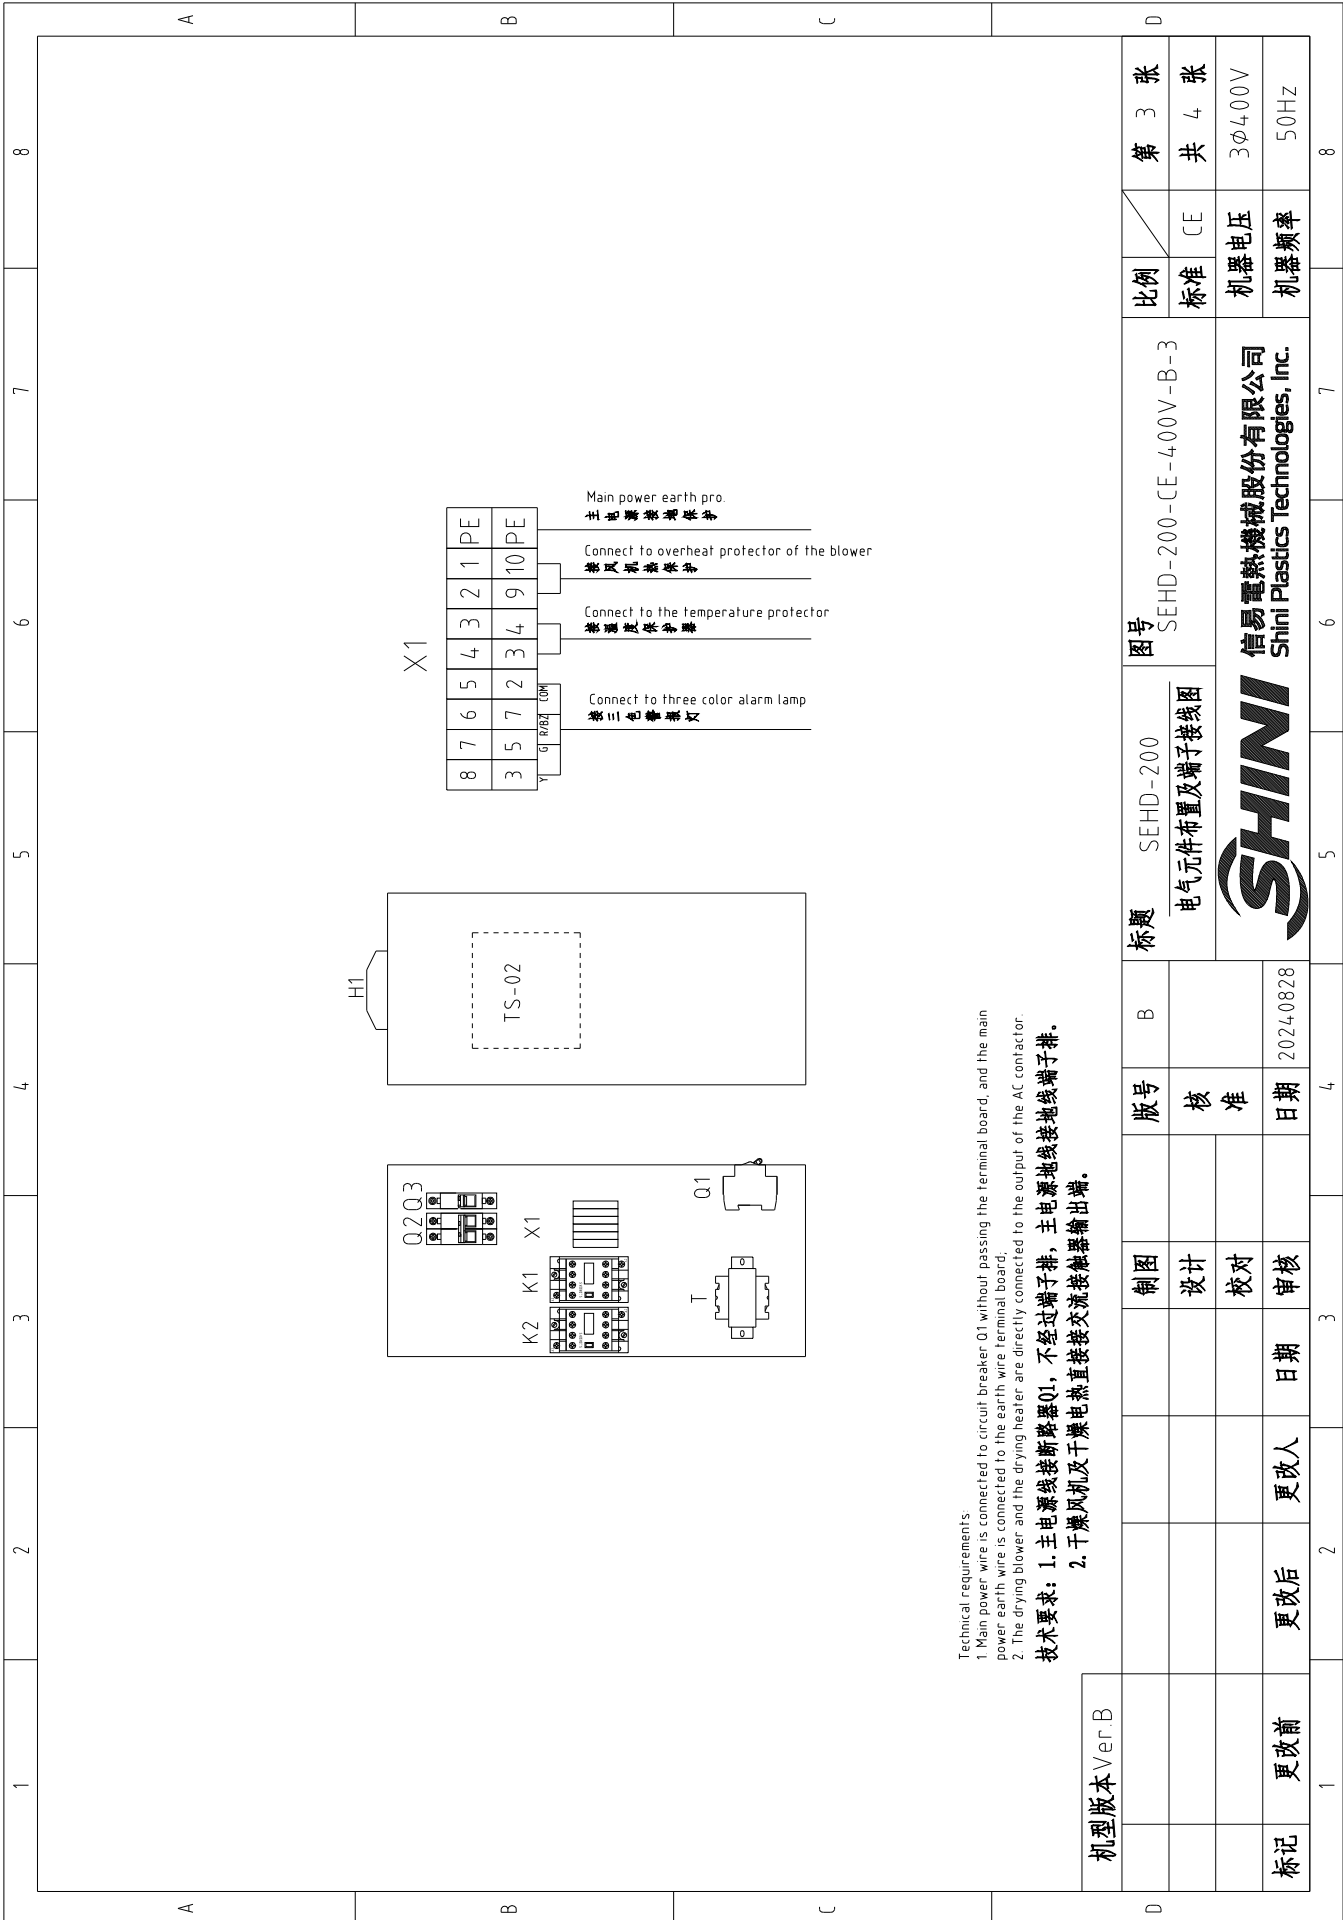 1 2 3 4 5 6 7 8
A
B
C
D
A
B
C
D
H1
Q2Q3
K2 K1 X1
T
Q1
TS-02
X1
8 7 6 5 4 3 2 1 PE
3 5 7 2 3 4 9 10 PE
Y G R/BZ COM
Connect to three color alarm lamp
接三色警报灯
Connect to the temperature protector
接温度保护器
Connect to overheat protector of the blower
接风机器保护
Main power earth pro.
主电源接地保护
Technical requirements:
1. Main power wire is connected to circuit breaker Q1 without passing the terminal board, and the main
power earth wire is connected to the earth wire terminal board;
2. The drying blower and the drying heater are directly connected to the output of the AC contactor.
技术要求：1.主电源线接断路器Q1，不经过端子排，主电源地线接地线端子排。
2.干燥风机及干燥电热直接接交流接触器输出端。
机型版本Ver.B
制图
版号 B
标题 SEHD-200
电气元件布置及端子接线图
图号
SEHD-200-CE-400V-B-3
比例
第 3 张
设计
核
准
标准 CE
共 4 张
校对
SHINI
信易電熱機械股份有限公司
Shini Plastics Technologies, Inc.
机器电压 3Φ400V
标记 更改前 更改后 更改人 日期 审核
日期 20240828
机器频率 50HZ
1 2 3 4 5 6 7 8